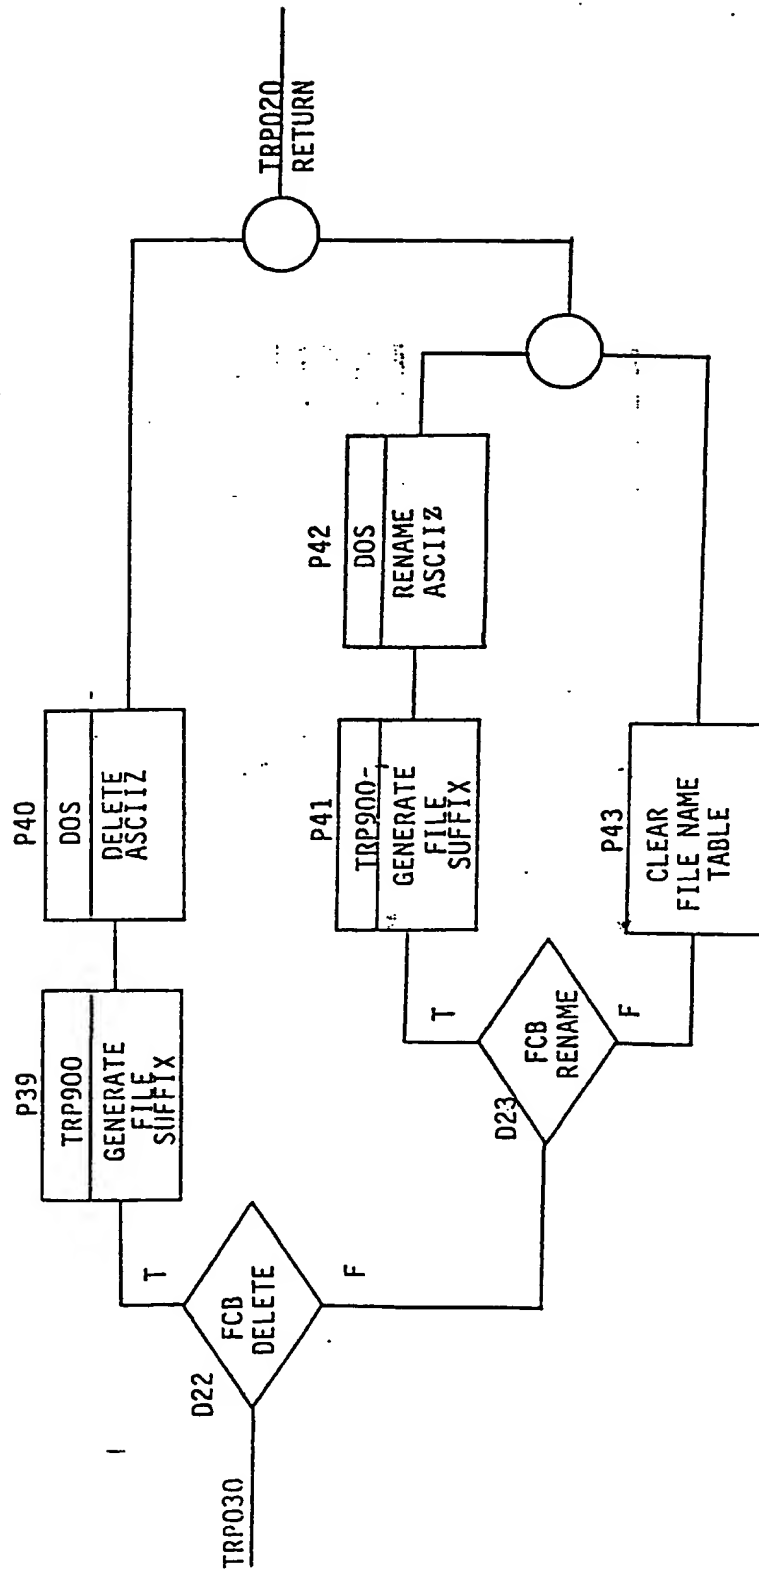 TRP030
D22
FCB
DELETE
T
F
P39
TRP900
GENERATE
FILE
SUFFIX
P40
DOS
DELETE
ASCIIZ
D23
FCB
RENAME
T
F
P41
TRP900
GENERATE
FILE
SUFFIX
P42
DOS
RENAME
ASCIIZ
P43
CLEAR
FILE NAME
TABLE
TRP020
RETURN